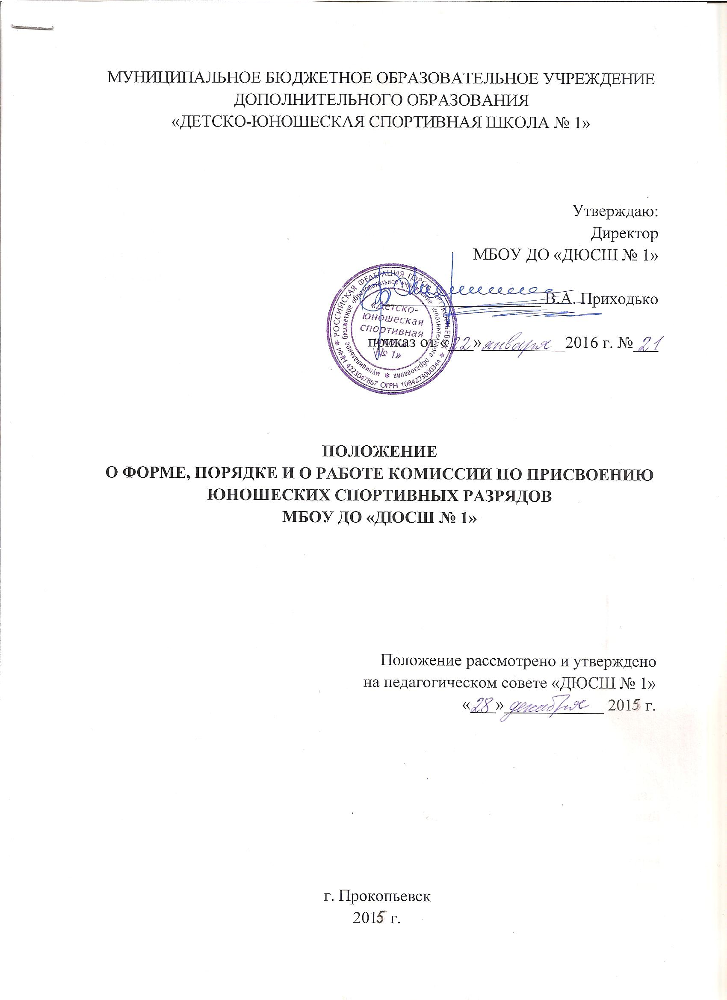 МУНИЦИПАЛЬНОЕ БЮДЖЕТНОЕ ОБРАЗОВАТЕЛЬНОЕ УЧРЕЖДЕНИЕ
ДОПОЛНИТЕЛЬНОГО ОБРАЗОВАНИЯ
«ДЕТСКО-ЮНОШЕСКАЯ СПОРТИВНАЯ ШКОЛА № 1»
Утверждаю:
Директор
МБОУ ДО «ДЮСШ № 1»
В.А. Приходько
приказ от «22» января 2016 г. № 21
РОССИЙСКАЯ ФЕДЕРАЦИЯ ГОРОД ПРОКОПЬЕВСК * ИНН 4223047867 ОГРН 1084223000344 *
муниципальное бюджетное образовательное учреждение дополнительного образования *
«Детско-
юношеская
спортивная
школа
№ 1»
ПОЛОЖЕНИЕ
О ФОРМЕ, ПОРЯДКЕ И О РАБОТЕ КОМИССИИ ПО ПРИСВОЕНИЮ
ЮНОШЕСКИХ СПОРТИВНЫХ РАЗРЯДОВ
МБОУ ДО «ДЮСШ № 1»
Положение рассмотрено и утверждено
на педагогическом совете «ДЮСШ № 1»
«28» декабря 2015 г.
г. Прокопьевск
2015 г.